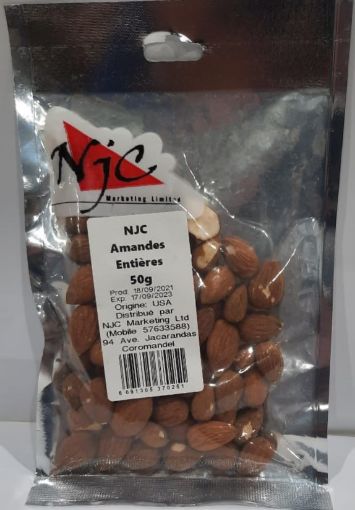 NjC
Marketing Limited
NJC
Amandes
Entières
50g
Prod: 18/09/2021
Exp: 17/09/2023
Origine: USA
Distribué par
NJC Marketing Ltd
(Mobile 57633588)
94 Ave. Jacarandas
Coromandel